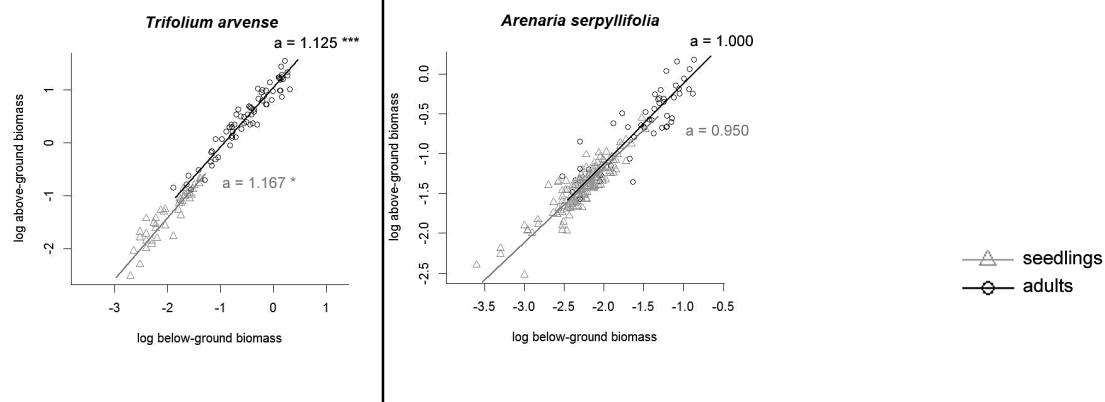 Trifolium arvense
a = 1.125 ***
1
0
-1
-2
log above-ground biomass
a = 1.167 *
-3
-2
-1
0
1
log below-ground biomass
Arenaria serpyllifolia
a = 1.000
0.0
-0.5
-1.0
-1.5
-2.0
-2.5
log above-ground biomass
a = 0.950
-3.5
-3.0
-2.5
-2.0
-1.5
-1.0
-0.5
log below-ground biomass
seedlings
adults